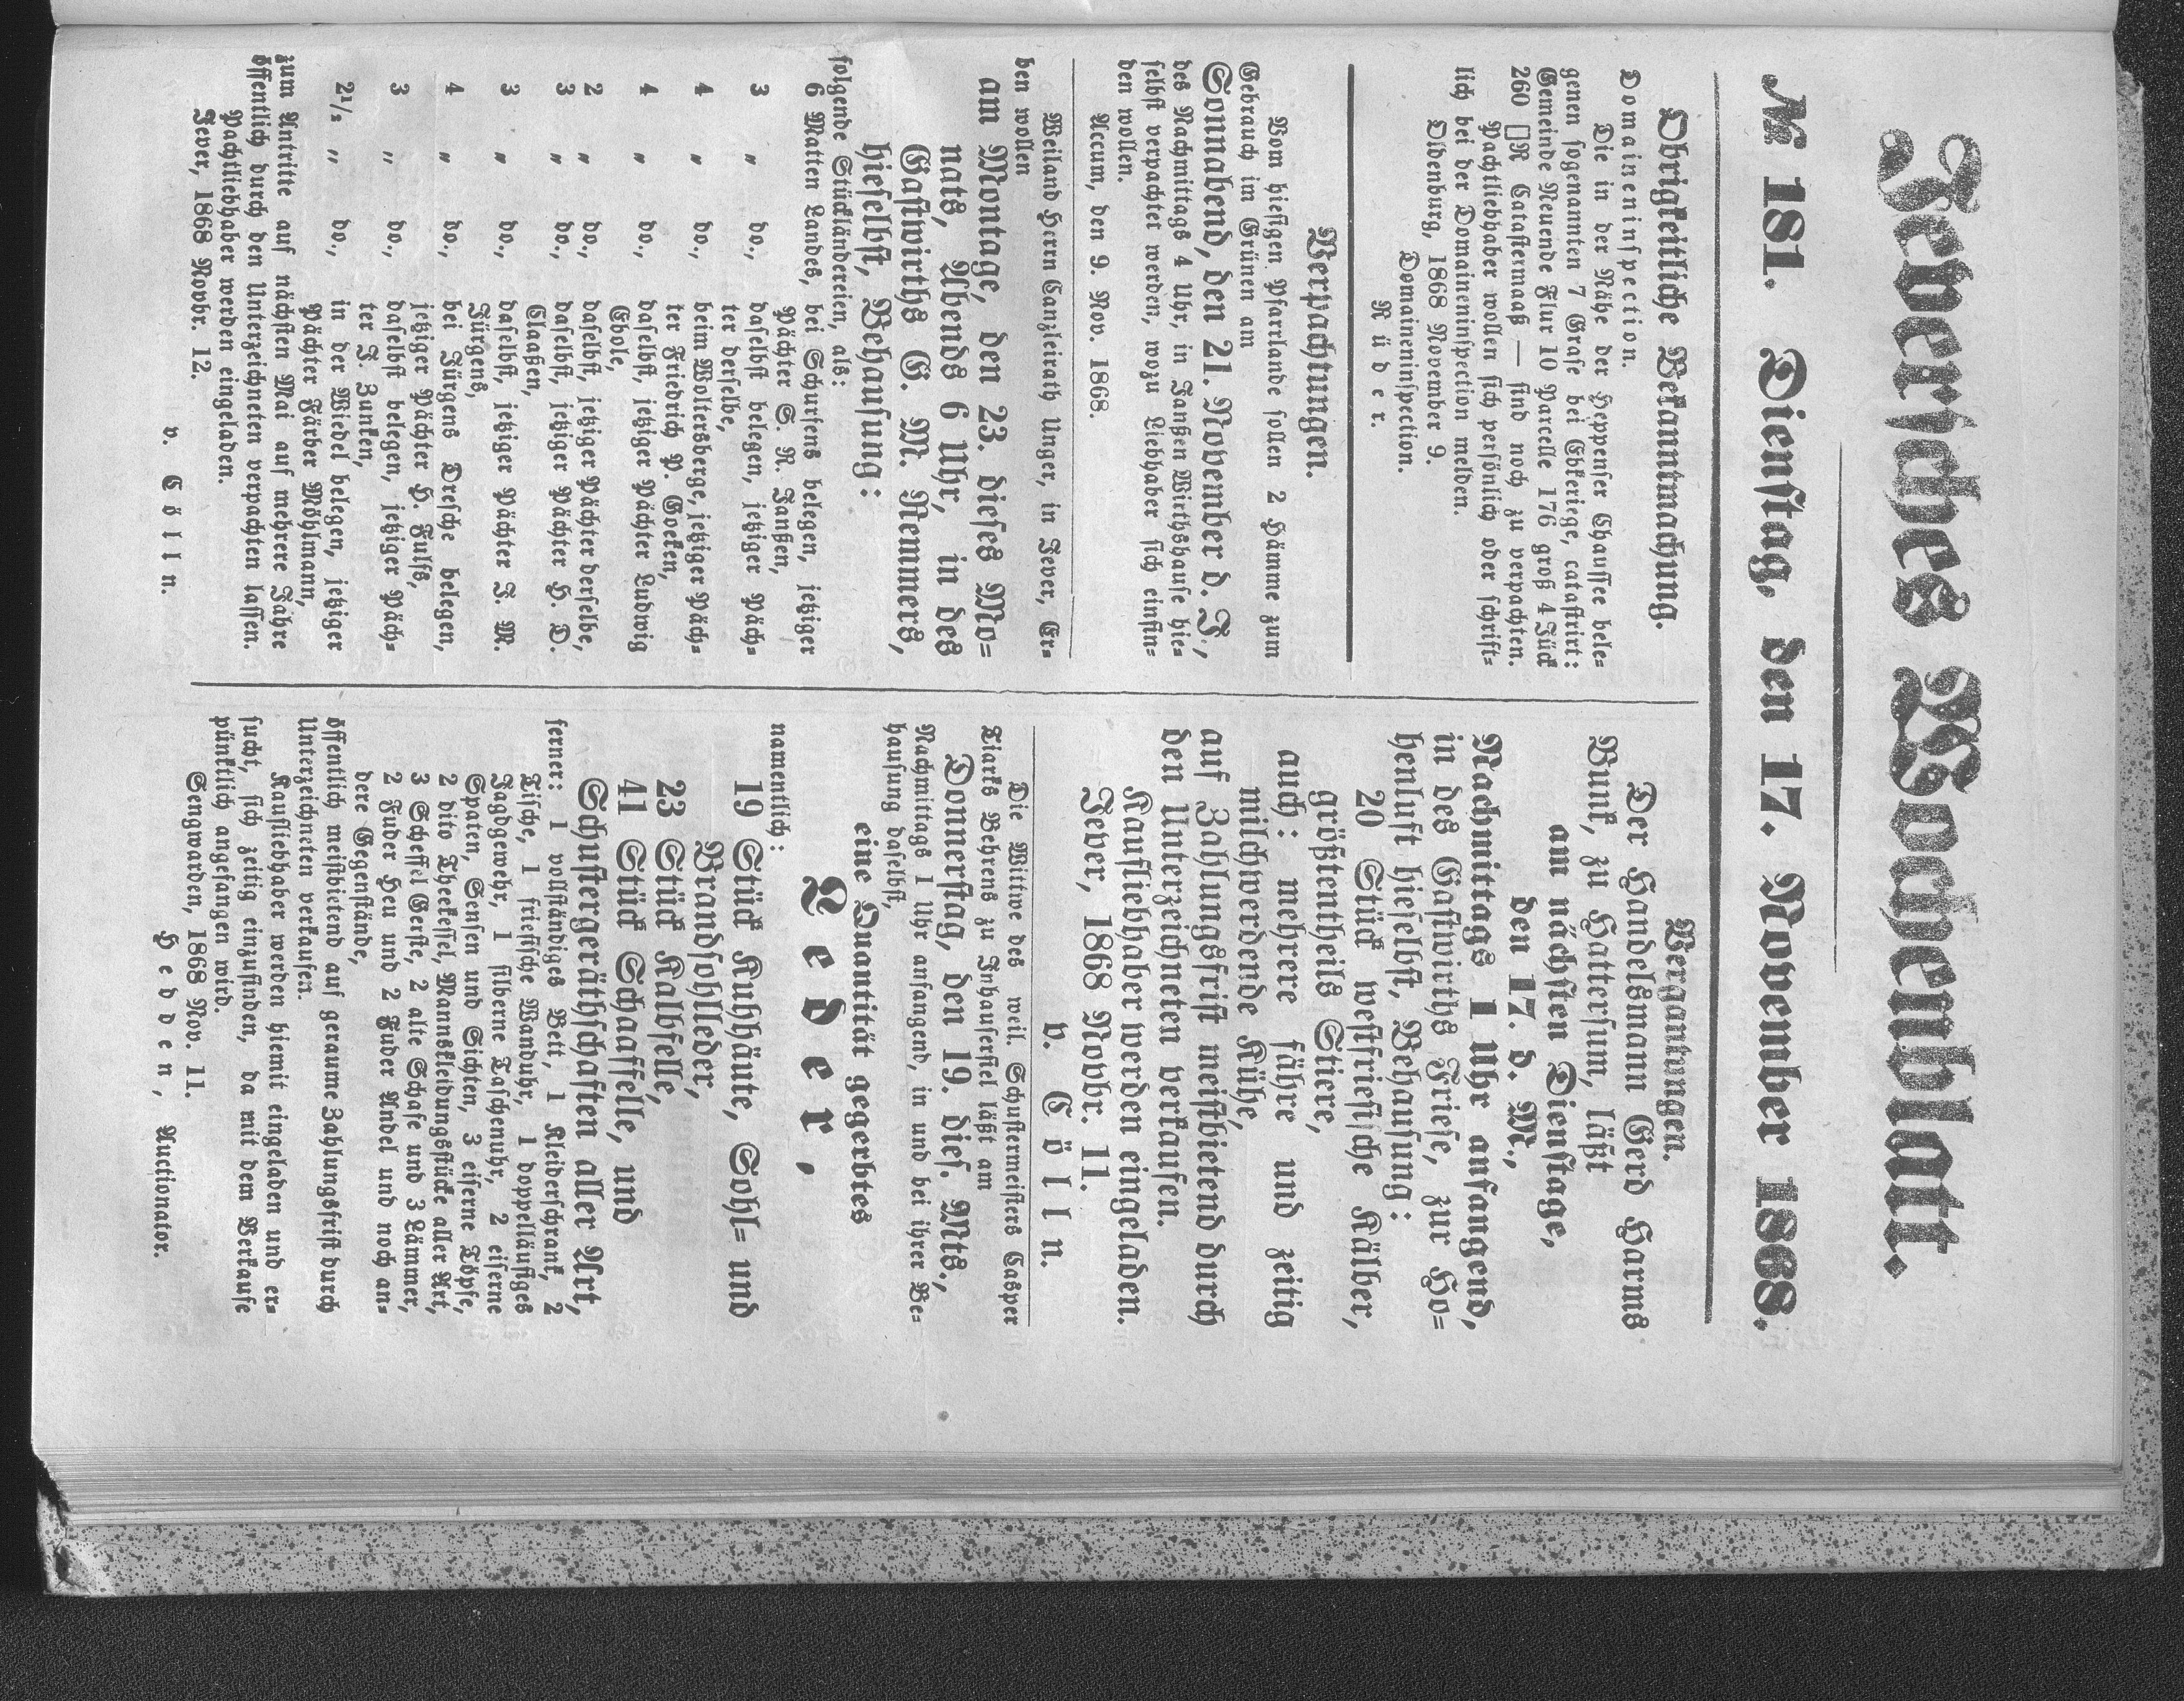 Jeversches Wochenblatt.
№ 181. Dienstag, den 17. November 1868.
Obrigkeitliche Bekanntmachung.
Domaineninspection.
Die in der Nähe der Heppenser Chaussee bele-
genen sogenannten 7 Grase bei Ebkeriege, catastrirt:
Gemeinde Neuende Flur 10 Parcelle 176 groß 4 Jück
260 □R Catastermaaß — sind noch zu verpachten.
Pachtliebhaber wollen sich persönlich oder schrift-
lich bei der Domaineninspection melden.
Oldenburg, 1868 November 9.
Domaineninspection.
Rüder.
Verpachtungen.
Vom hiesigen Pfarrlande sollen 2 Hämme zum
Gebrauch im Grünen am
Sonnabend, den 21. November d. J.,
des Nachmittags 4 Uhr, in Janßen Wirthshause hie-
selbst verpachtet werden, wozu Liebhaber sich einfin-
den wollen.
Accum, den 9. Nov. 1868.
Weiland Herrn Canzleirath Unger, in Jever, Er-
ben wollen
am Montage, den 23. dieses Mo-
nats, Abends 6 Uhr, in des
Gastwirths G. M. Remmers,
hieselbst, Behausung:
folgende Stückländereien, als:
6 Matten Landes, bei Schurfens belegen, jetziger
Pächter S. R. Janßen,
3 " do., daselbst belegen, jetziger Päch-
ter derselbe,
4 " do., beim Woltersberge, jetziger Päch-
ter Friedrich P. Goeken,
4 " do., daselbst, jetziger Pächter Ludwig
Ehole,
2 " do., daselbst, jetziger Pächter derselbe,
3 " do., daselbst, jetziger Pächter H. D.
Claaßen,
3 " do., daselbst, jetziger Pächter J. M.
Jürgens,
4 " do., bei Jürgens Dresche belegen,
jetziger Pächter H. Fulfs,
3 " do., daselbst belegen, jetziger Päch-
ter J. Zunken,
2½ " do., in der Wiedel belegen, jetziger
Pächter Färber Möhlmann,
zum Antritte auf nächsten Mai auf mehrere Jahre
öffentlich durch den Unterzeichneten verpachten lassen.
Pachtliebhaber werden eingeladen.
Jever, 1868 Novbr. 12.
v. Cölln.
Vergantungen.
Der Handelsmann Gerd Harms
Bunk, zu Hattersum, läßt
am nächsten Dienstage,
den 17. d. M.,
Nachmittags 1 Uhr anfangend,
in des Gastwirths Friese, zur Ho-
henlust hieselbst, Behausung:
20 Stück westfriesische Kälber,
größtentheils Stiere,
auch: mehrere fähre und zeitig
milchwerdende Kühe,
auf Zahlungsfrist meistbietend durch
den Unterzeichneten verkaufen.
Kaufliebhaber werden eingeladen.
Jever, 1868 Novbr. 11.
v. Cölln.
Die Wittwe des weil. Schustermeisters Casper
Tiarks Behrens zu Inhausersiel läßt am
Donnerstag, den 19. dies. Mts.,
Nachmittags 1 Uhr anfangend, in und bei ihrer Be-
hausung daselbst,
eine Quantität gegerbtes
Leder,
namentlich:
19 Stück Kuhhäute, Sohl- und
Brandsohlleder,
23 Stück Kalbfelle,
41 Stück Schaaffelle, und
Schustergeräthschaften aller Art,
ferner: 1 vollständiges Bett, 1 Kleiderschrank, 2
Tische, 1 friesische Wanduhr, 1 doppelläufiges
Jagdgewehr, 1 silberne Taschenuhr, 2 eiserne
Spaten, Sensen und Sichten, 3 eiserne Töpfe,
2 dito Theekessel, Mannskleidungsstücke aller Art,
3 Scheffel Gerste, 2 alte Schafe und 3 Lämmer,
2 Fuder Heu und 2 Fuder Andel und noch an-
dere Gegenstände,
öffentlich meistbietend auf geraume Zahlungsfrist durch
Unterzeichneten verkaufen.
Kaufliebhaber werden hiemit eingeladen und er-
sucht, sich zeitig einzufinden, da mit dem Verkaufe
pünktlich angefangen wird.
Sengwarden, 1868 Nov. 11.
Hedden, Auctionator.